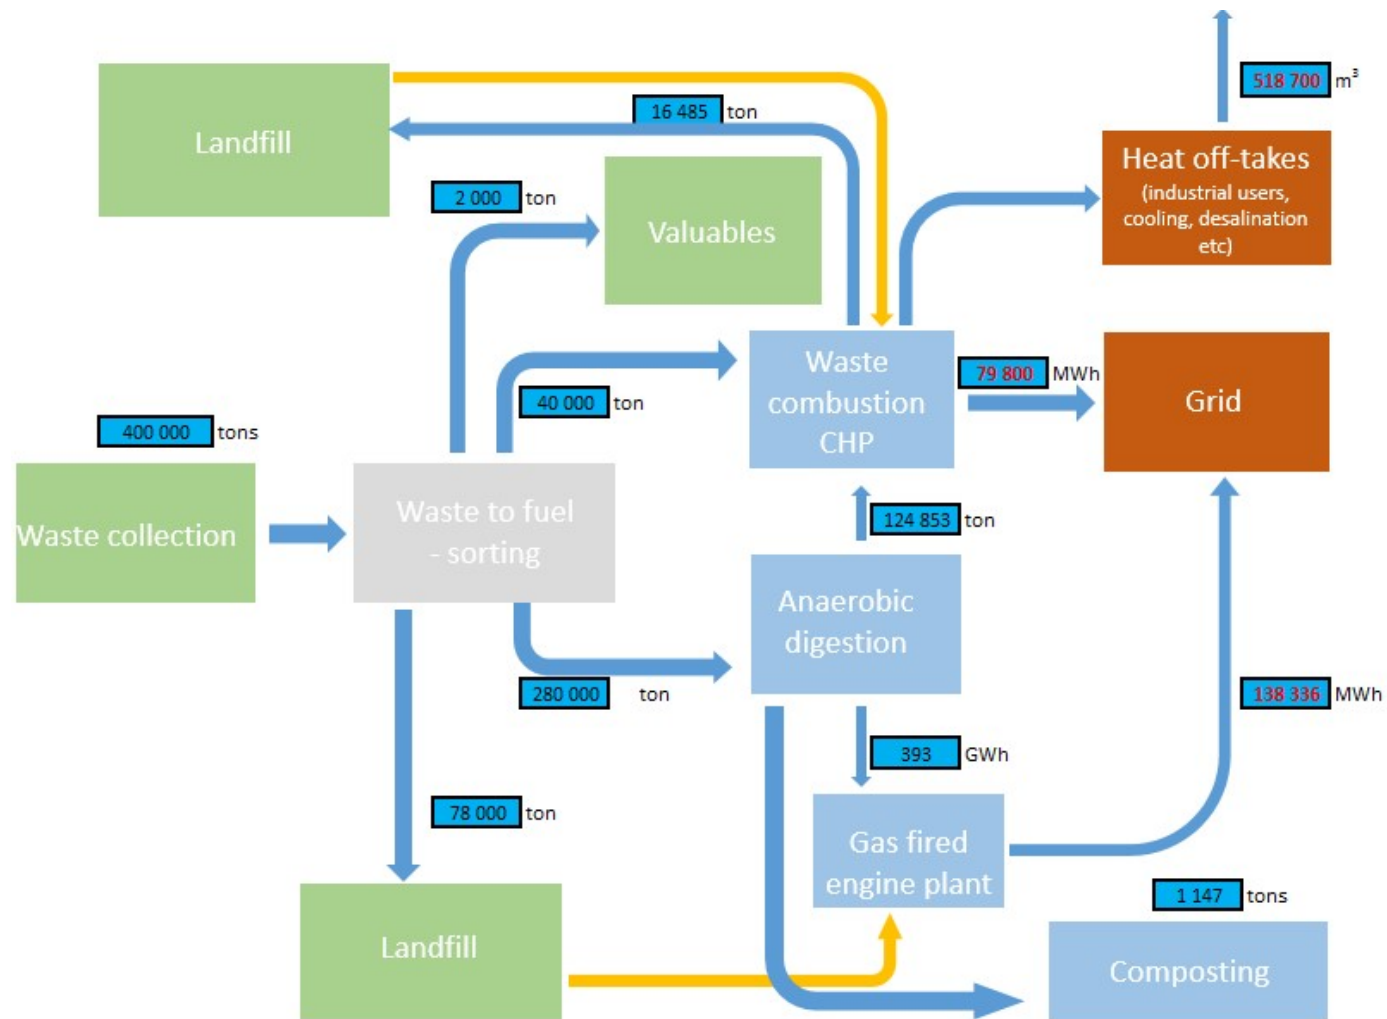 518 700 m³
Landfill
16 485 ton
2 000 ton
Valuables
Heat off-takes
(industrial users,
cooling, desalination
etc)
Waste
combustion
CHP
79 800 MWh
Grid
40 000 ton
400 000 tons
Waste collection
Waste to fuel
- sorting
124 853 ton
Anaerobic
digestion
280 000 ton
138 336 MWh
393 GWh
78 000 ton
Gas fired
engine plant
1 147 tons
Landfill
Composting